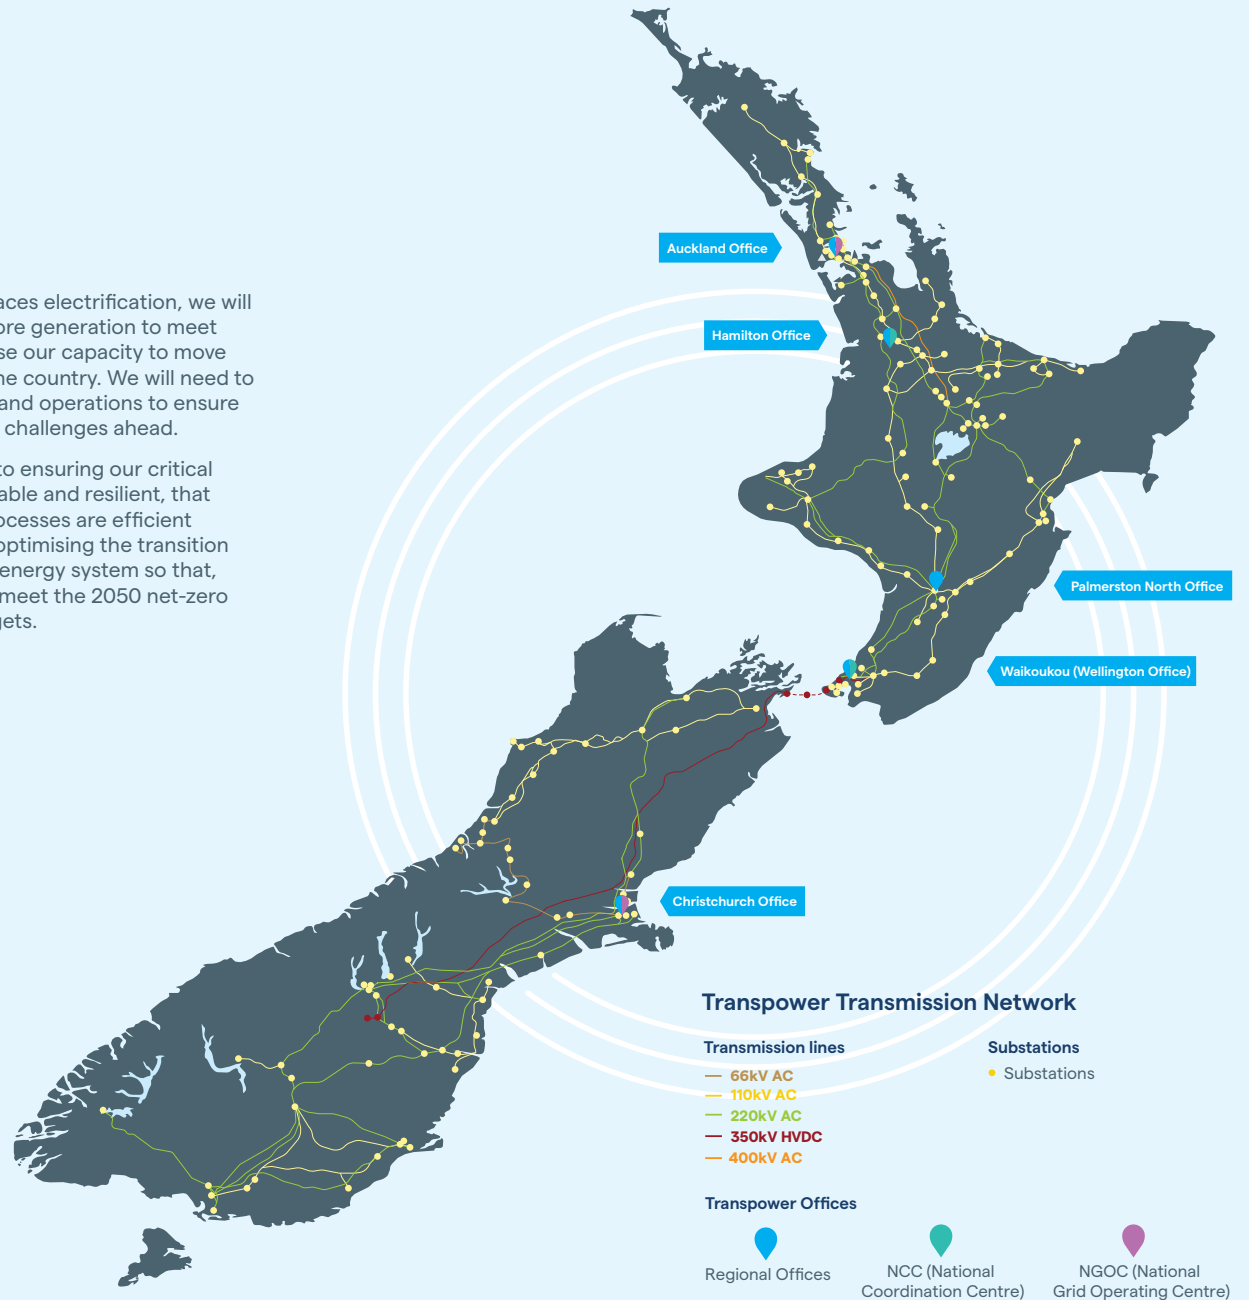 aces electrification, we will
ore generation to meet
se our capacity to move
ne country. We will need to
and operations to ensure
challenges ahead.
to ensuring our critical
able and resilient, that
ocesses are efficient
optimising the transition
energy system so that,
meet the 2050 net-zero
gets.
Auckland Office
Hamilton Office
Palmerston North Office
Waikoukou (Wellington Office)
Christchurch Office
Transpower Transmission Network
Transmission lines
66kV AC
110kV AC
220kV AC
350kV HVDC
400kV AC
Substations
Substations
Transpower Offices
Regional Offices
NCC (National
Coordination Centre)
NGOC (National
Grid Operating Centre)